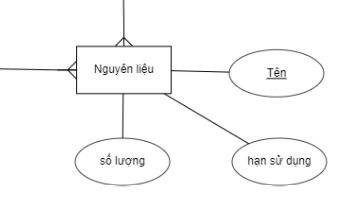 Nguyên liệu
Tên
số lượng
hạn sử dụng